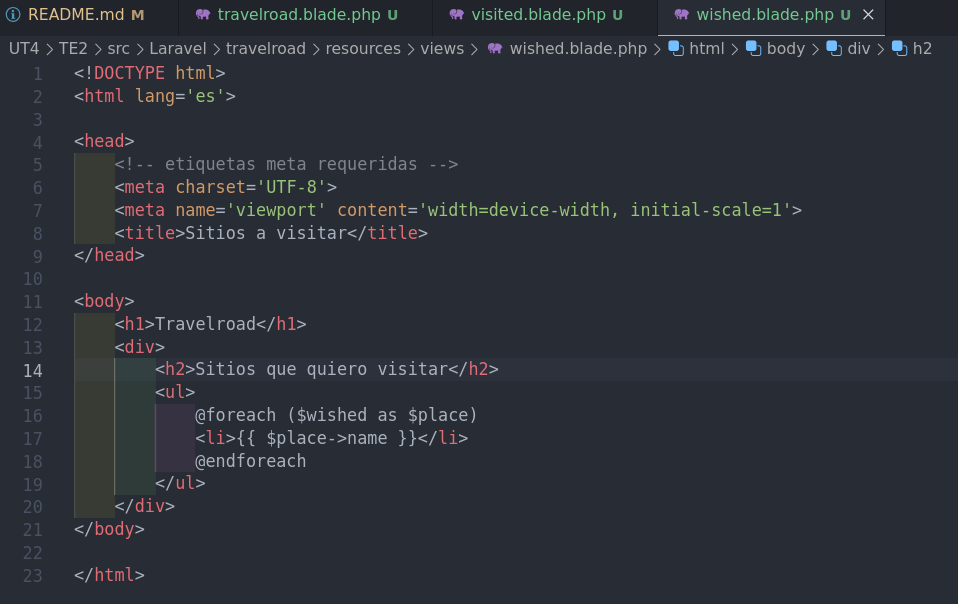 README.md M travelroad.blade.php U visited.blade.php U wished.blade.php U
UT4 > TE2 > src > Laravel > travelroad > resources > views > wished.blade.php > html > body > div > h2
1 <!DOCTYPE html>
2 <html lang='es'>
3
4 <head>
5 <!-- etiquetas meta requeridas -->
6 <meta charset='UTF-8'>
7 <meta name='viewport' content='width=device-width, initial-scale=1'>
8 <title>Sitios a visitar</title>
9 </head>
10
11 <body>
12 <h1>Travelroad</h1>
13 <div>
14 <h2>Sitios que quiero visitar</h2>
15 <ul>
16 @foreach ($wished as $place)
17 <li>{{ $place->name }}</li>
18 @endforeach
19 </ul>
20 </div>
21 </body>
22
23 </html>